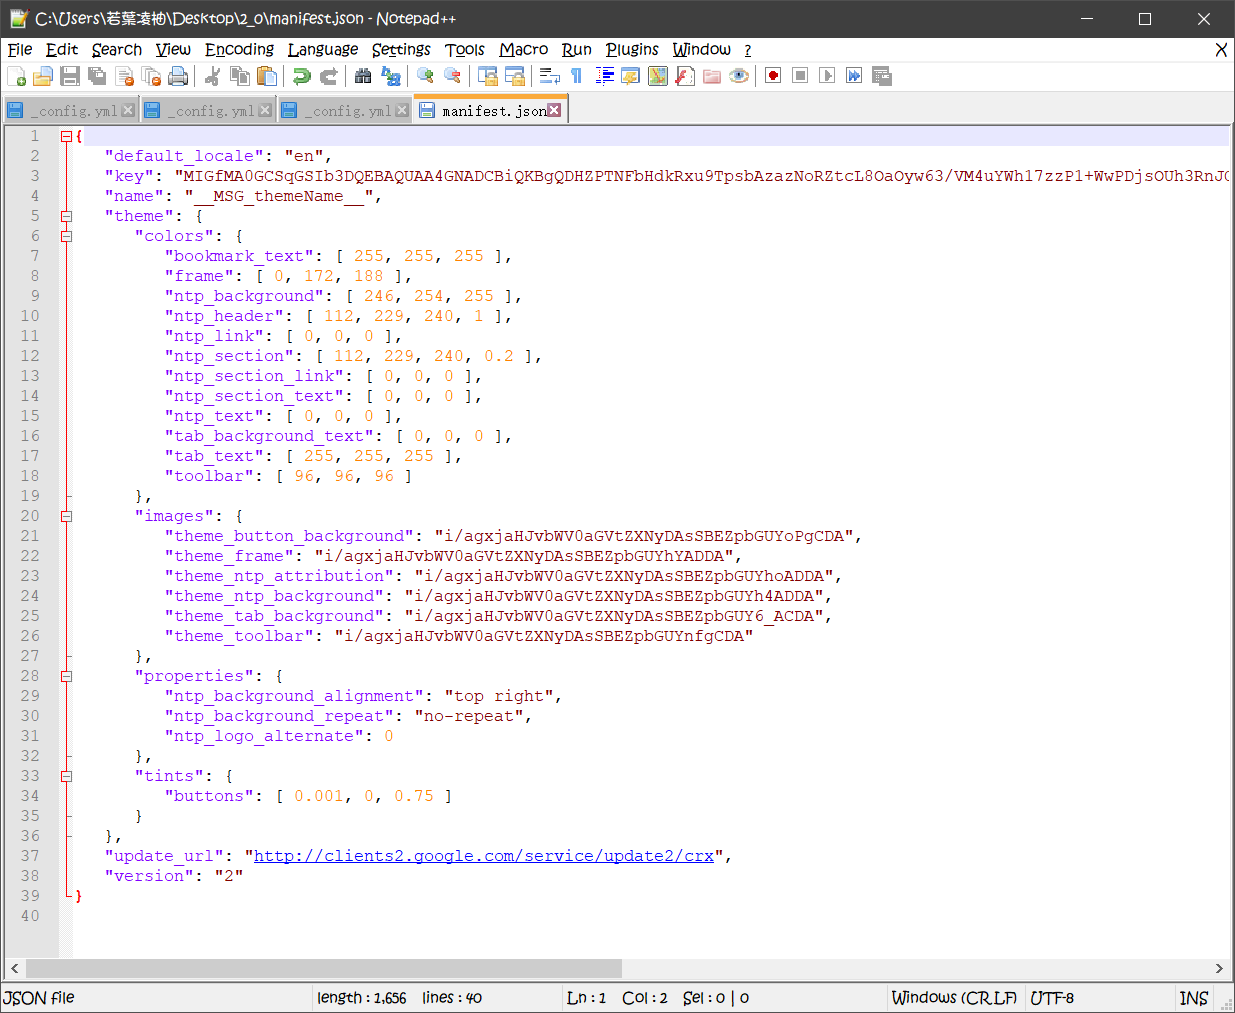 C:\Users\若葉凌袖\Desktop\2_0\manifest.json - Notepad++
File Edit Search View Encoding Language Settings Tools Macro Run Plugins Window ? X
_config.yml _config.yml _config.yml manifest.json
1 {
2 "default_locale": "en",
3 "key": "MIGfMA0GCSqGSIb3DQEBAQUAA4GNADCBiQKBgQDHZPTNFbHdkRxu9TpsbAzazNoRZtcL8OaOyw63/VM4uYWh17zzP1+WwPDjsOUh3RnJ
4 "name": "__MSG_themeName__",
5 "theme": {
6 "colors": {
7 "bookmark_text": [ 255, 255, 255 ],
8 "frame": [ 0, 172, 188 ],
9 "ntp_background": [ 246, 254, 255 ],
10 "ntp_header": [ 112, 229, 240, 1 ],
11 "ntp_link": [ 0, 0, 0 ],
12 "ntp_section": [ 112, 229, 240, 0.2 ],
13 "ntp_section_link": [ 0, 0, 0 ],
14 "ntp_section_text": [ 0, 0, 0 ],
15 "ntp_text": [ 0, 0, 0 ],
16 "tab_background_text": [ 0, 0, 0 ],
17 "tab_text": [ 255, 255, 255 ],
18 "toolbar": [ 96, 96, 96 ]
19 },
20 "images": {
21 "theme_button_background": "i/agxjaHJvbWV0aGVtZXNyDAsSBEZpbGUYoPgCDA",
22 "theme_frame": "i/agxjaHJvbWV0aGVtZXNyDAsSBEZpbGUYhYADDA",
23 "theme_ntp_attribution": "i/agxjaHJvbWV0aGVtZXNyDAsSBEZpbGUYhoADDA",
24 "theme_ntp_background": "i/agxjaHJvbWV0aGVtZXNyDAsSBEZpbGUYh4ADDA",
25 "theme_tab_background": "i/agxjaHJvbWV0aGVtZXNyDAsSBEZpbGUY6_ACDA",
26 "theme_toolbar": "i/agxjaHJvbWV0aGVtZXNyDAsSBEZpbGUYnfgCDA"
27 },
28 "properties": {
29 "ntp_background_alignment": "top right",
30 "ntp_background_repeat": "no-repeat",
31 "ntp_logo_alternate": 0
32 },
33 "tints": {
34 "buttons": [ 0.001, 0, 0.75 ]
35 }
36 },
37 "update_url": "http://clients2.google.com/service/update2/crx",
38 "version": "2"
39 }
40
JSON file length : 1,656 lines : 40 Ln : 1 Col : 2 Sel : 0 | 0 Windows (CR LF) UTF-8 INS